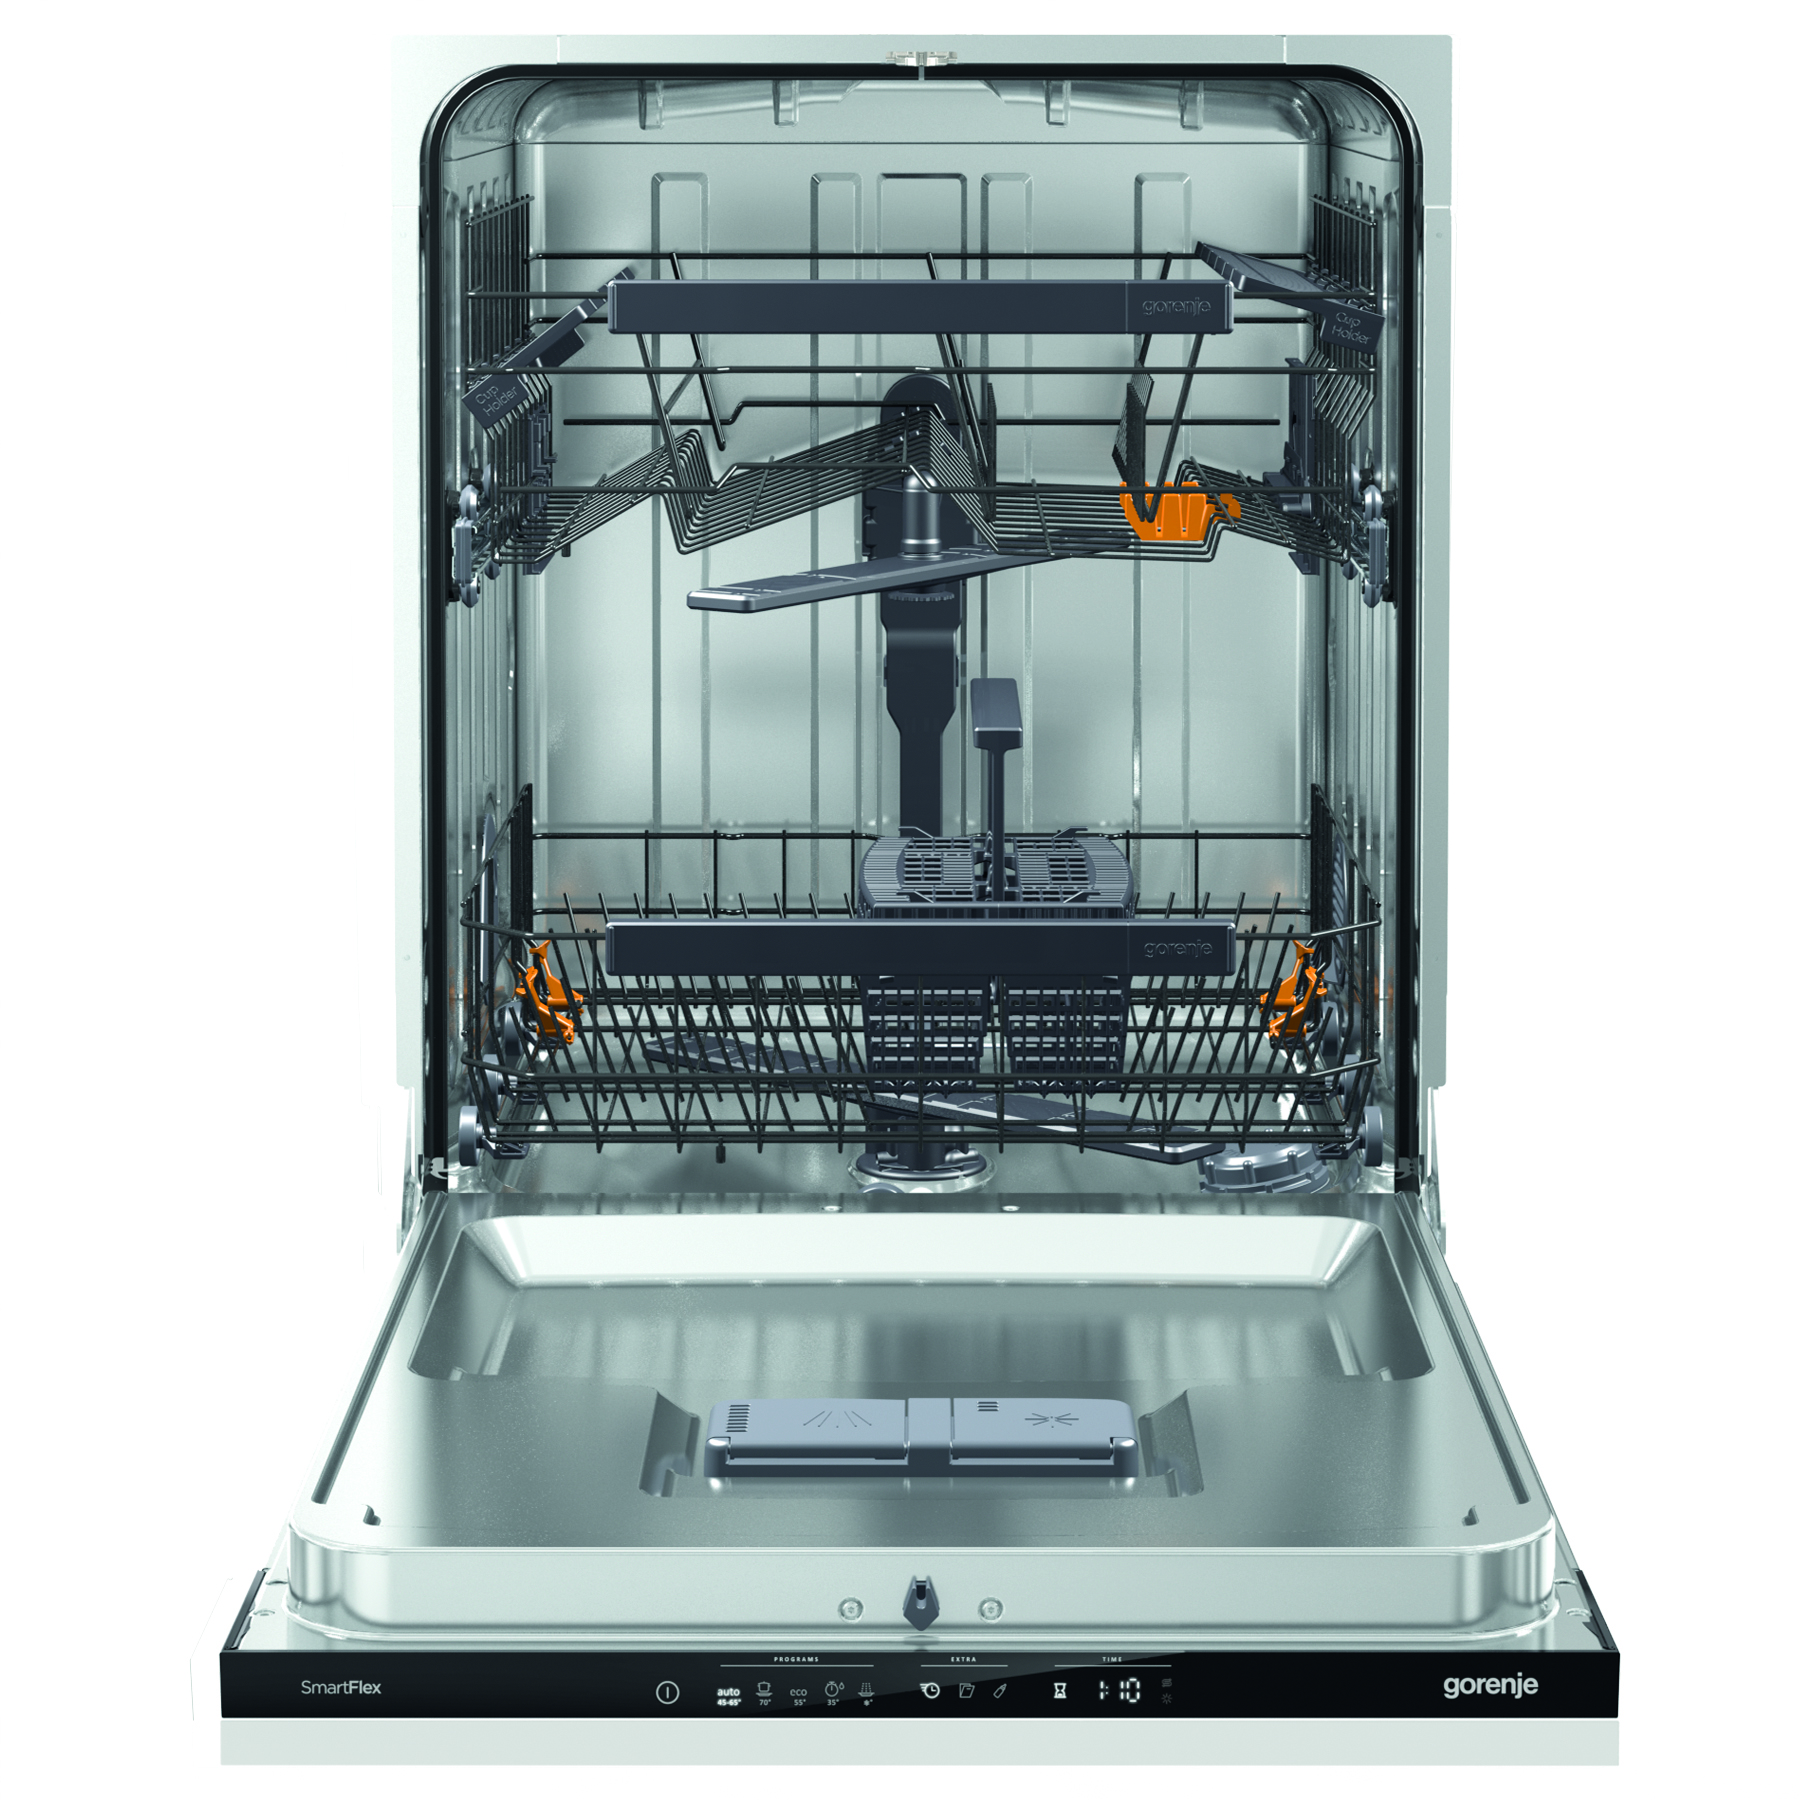 gorenje
Cup
Holder
Cup
Holder
gorenje
PROGRAMS
EXTRA
TIME
SmartFlex
auto
45-65°
70°
eco
55°
35°
1:10
gorenje